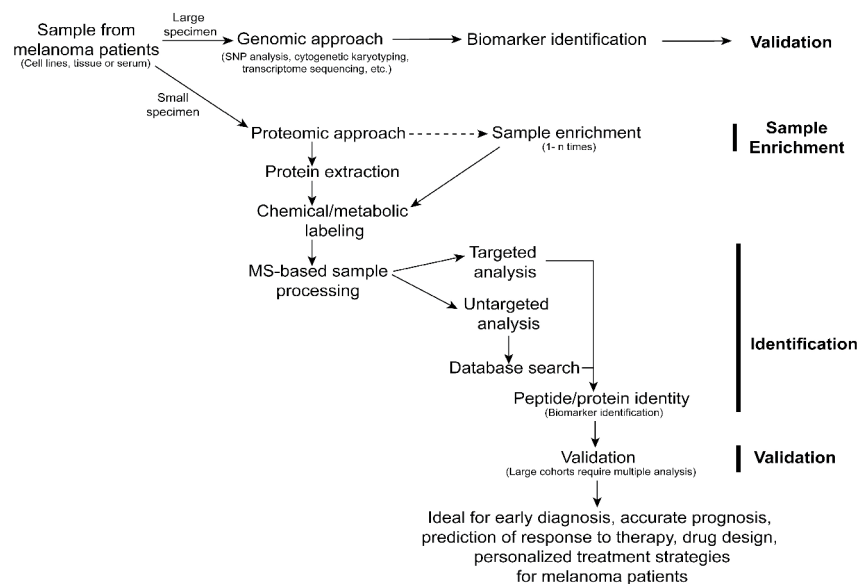 Sample from
melanoma patients
(Cell lines, tissue or serum)
Large
specimen
Genomic approach
(SNP analysis, cytogenetic karyotyping,
transcriptome sequencing, etc.)
Biomarker identification
Validation
Small
specimen
Proteomic approach
Sample enrichment
(1- n times)
Sample
Enrichment
Protein extraction
Chemical/metabolic
labeling
MS-based sample
processing
Targeted
analysis
Untargeted
analysis
Database search
Identification
Peptide/protein identity
(Biomarker identification)
Validation
(Large cohorts require multiple analysis)
Validation
Ideal for early diagnosis, accurate prognosis,
prediction of response to therapy, drug design,
personalized treatment strategies
for melanoma patients